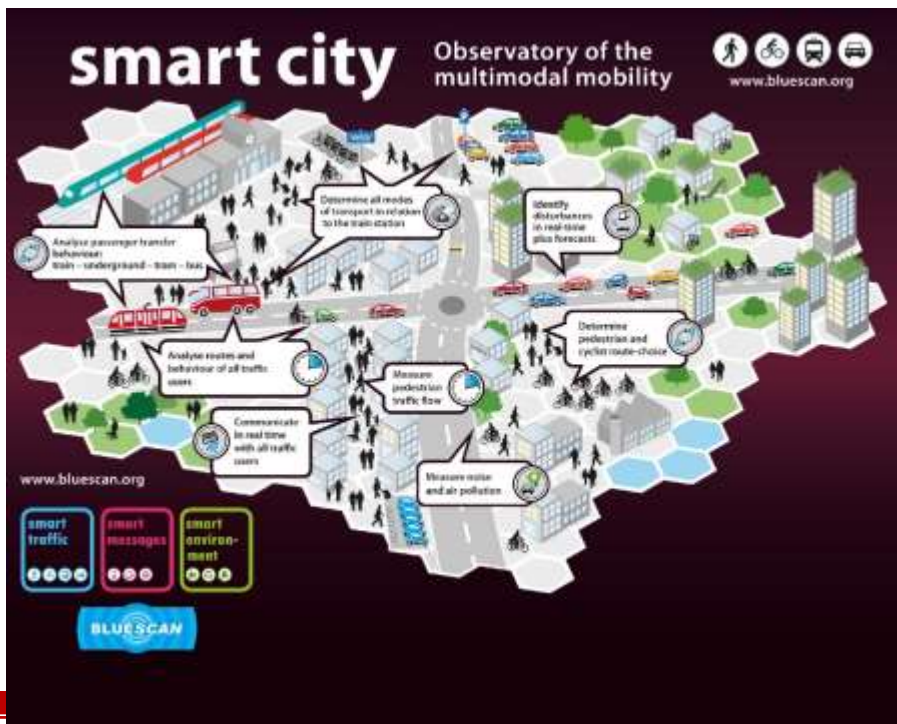 smart city
Observatory of the
multimodal mobility
www.bluescan.org
Determine all modes
of transport in relation
to the main station
Identify
disturbances
in real-time
plus forecasts
Analyse passenger transfer
behaviour:
train – underground – tram – bus
Determine
pedestrian and
cyclist route-choice
Analyse routes and
behaviour of all traffic
users
Measure
pedestrian
traffic flow
Communicate
in real time
with all traffic
users
Measure noise
and air pollution
www.bluescan.org
smart
traffic
smart
messages
smart
environ-
ment
BLUESCAN